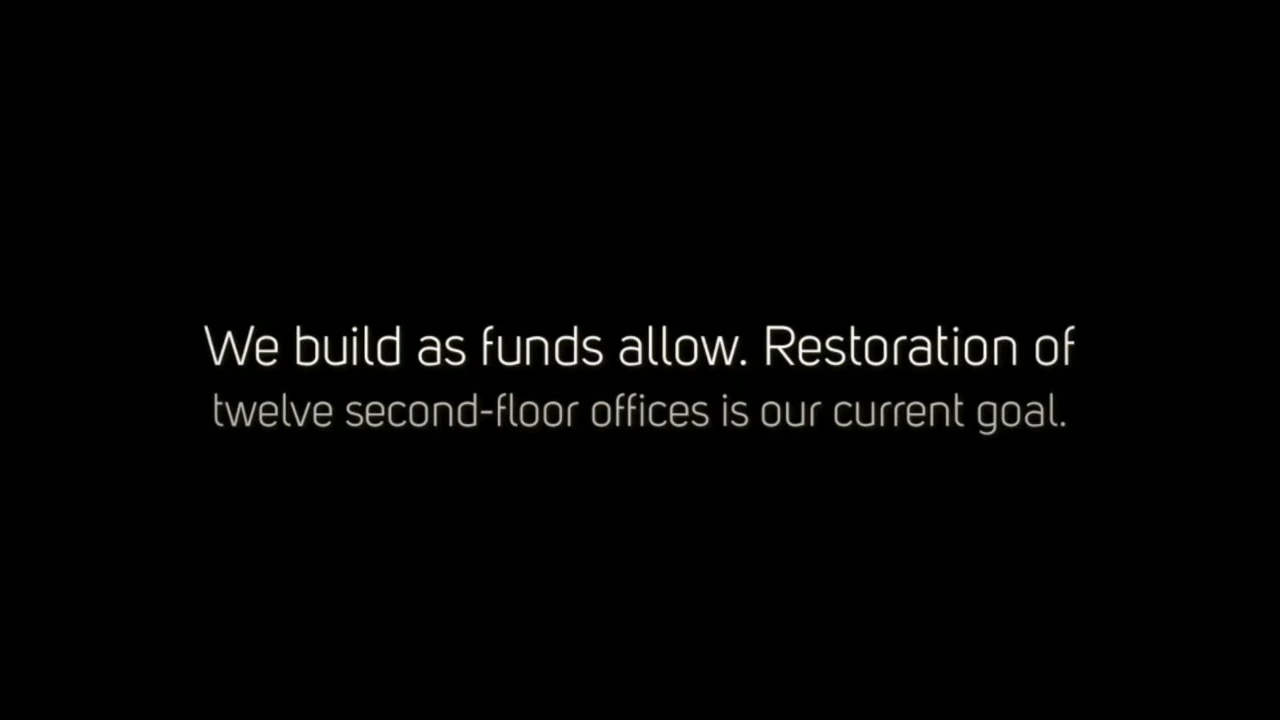 We build as funds allow. Restoration of
twelve second-floor offices is our current goal.